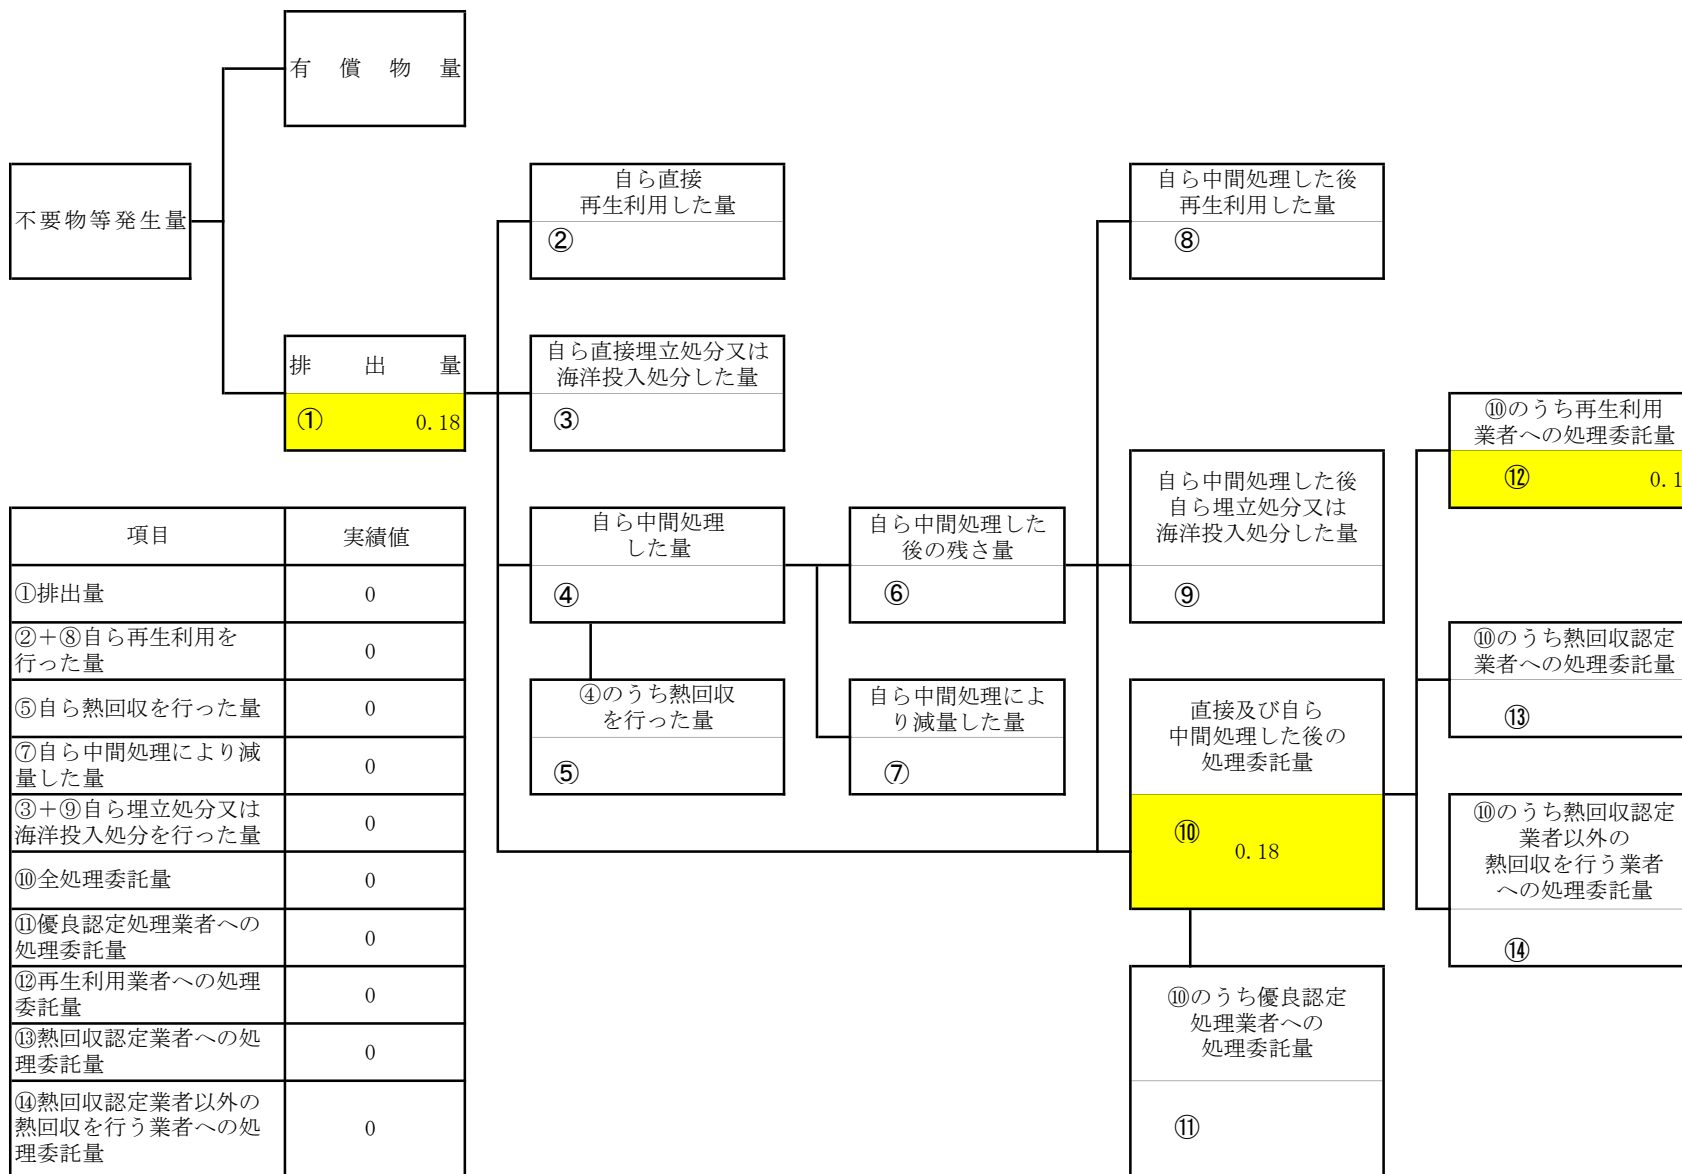 有償物量
不要物等発生量
自ら直接
再生利用した量
②
自ら中間処理した後
再生利用した量
⑧
排出量
① 0.18
自ら直接埋立処分又は
海洋投入処分した量
③
⑩のうち再生利用
業者への処理委託量
⑫ 0.1
自ら中間処理した後
自ら埋立処分又は
海洋投入処分した量
⑨
自ら中間処理
した量
④
自ら中間処理した
後の残さ量
⑥
⑩のうち熱回収認定
業者への処理委託量
⑬
④のうち熱回収
を行った量
⑤
自ら中間処理によ
り減量した量
⑦
直接及び自ら
中間処理した後の
処理委託量
⑩
0.18
⑩のうち熱回収認定
業者以外の
熱回収を行う業者
への処理委託量
⑭
⑩のうち優良認定
処理業者への
処理委託量
⑪
項目 実績値
①排出量 0
②＋⑧自ら再生利用を
行った量 0
⑤自ら熱回収を行った量 0
⑦自ら中間処理により減
量した量 0
③＋⑨自ら埋立処分又は
海洋投入処分を行った量 0
⑩全処理委託量 0
⑪優良認定処理業者への
処理委託量 0
⑫再生利用業者への処理
委託量 0
⑬熱回収認定業者への処
理委託量 0
⑭熱回収認定業者以外の
熱回収を行う業者への処
理委託量 0